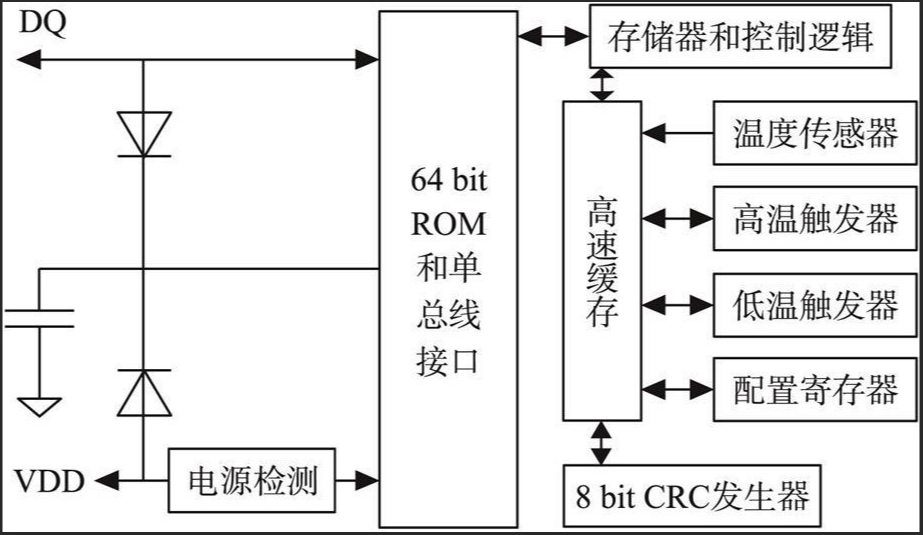 DQ
64 bit
ROM
和单
总线
接口
VDD
电源检测
存储器和控制逻辑
高速缓存
温度传感器
高温触发器
低温触发器
配置寄存器
8 bit CRC发生器